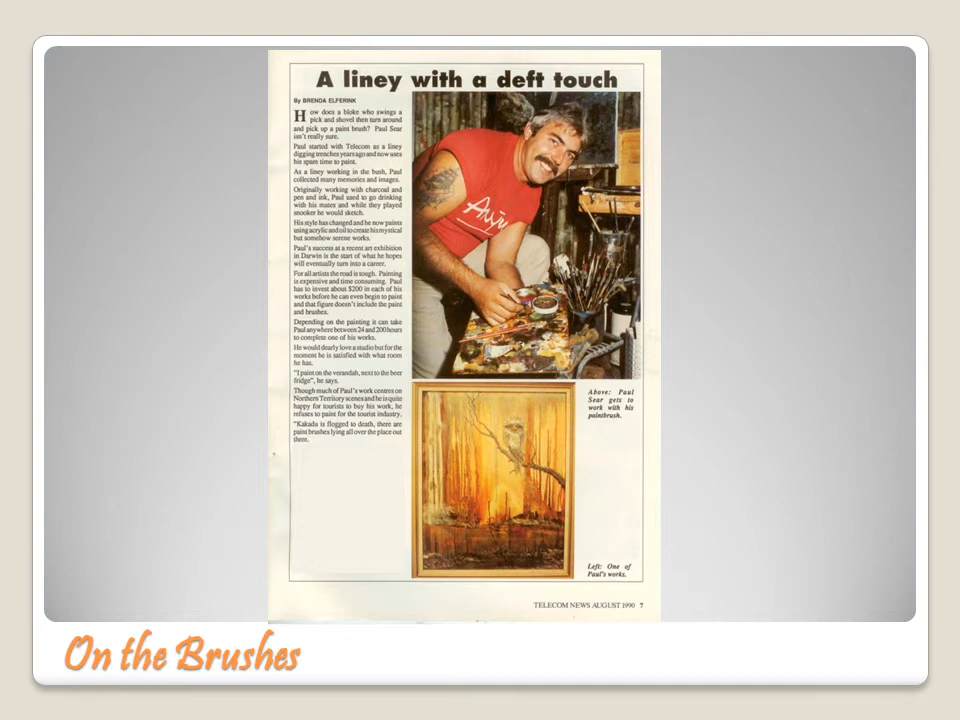 A liney with a deft touch
By BRENDA ELFERINK
How does a bloke who swings a
pick and shovel then turn around
and pick up a paint brush? Paul Sear
isn't really sure.
Paul started with Telecom as a liney
digging trenches years ago and now uses
his spare time to paint.
As a liney working in the bush, Paul
collected many memories and images.
Originally working with charcoal and
pen and ink, Paul used to go drinking
with his mates and while they played
snooker he would sketch.
His style has changed and he now paints
using acrylic and oil to create his mystical
but somehow serene works.
Paul's success at a recent art exhibition
in Darwin is the start of what he hopes
will eventually turn into a career.
For all artists the road is tough. Painting
is expensive and time consuming. Paul
has to invest about $200 in each of his
works before he can even begin to paint
and that figure doesn't include the paint
and brushes.
Depending on the painting it can take
Paul anywhere between 24 and 200 hours
to complete one of his works.
He would dearly love a studio but for the
moment he is satisfied with what room
he has.
"I paint on the verandah, next to the beer
fridge", he says.
Though much of Paul's work centres on
Northern Territory scenes and he is quite
happy for tourists to buy his work, he
refuses to paint for the tourist industry.
"Kakadu is flogged to death, there are
paint brushes lying all over the place out
there.
Above: Paul
Sear gets to
work with his
paintbrush.
Left: One of
Paul's works.
TELECOM NEWS AUGUST 1990 7
On the Brushes